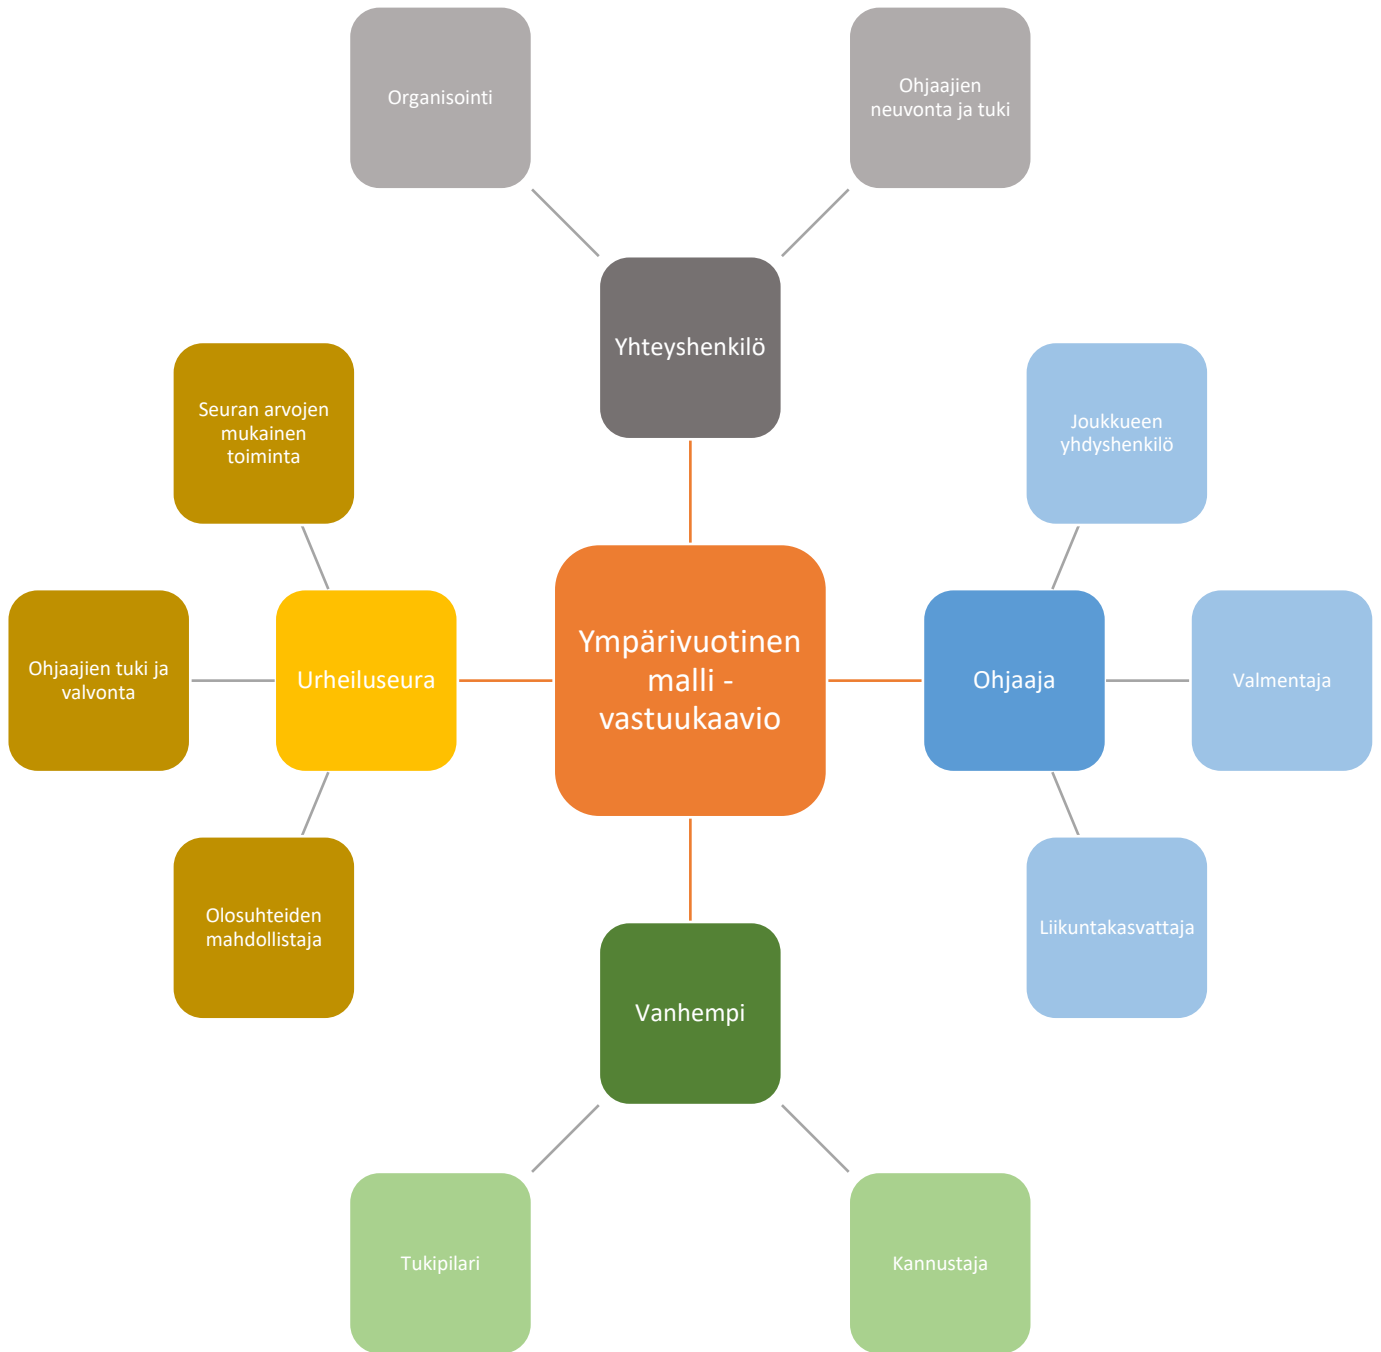 Organisointi
Ohjaajien
neuvonta ja tuki
Yhteyshenkilö
Seuran arvojen
mukainen
toiminta
Joukkueen
yhdyshenkilö
Ohjaajien tuki ja
valvonta
Urheiluseura
Ympärivuotinen
malli -
vastuukaavio
Ohjaaja
Valmentaja
Olosuhteiden
mahdollistaja
Liikuntakasvattaja
Vanhempi
Tukipilari
Kannustaja